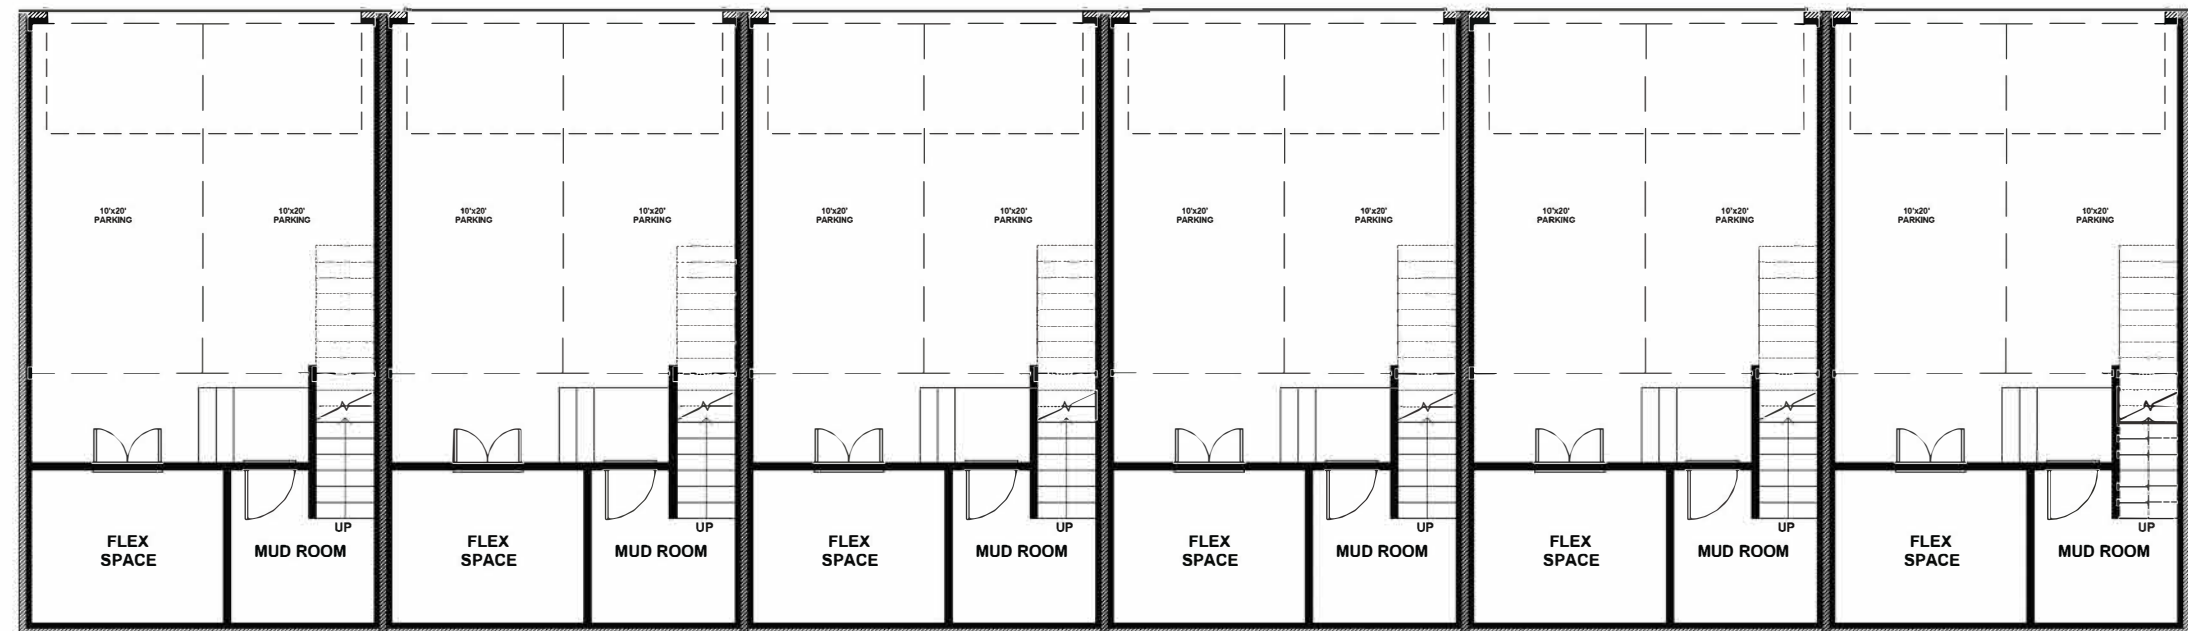 10'x20'
PARKING
10'x20'
PARKING
10'x20'
PARKING
10'x20'
PARKING
10'x20'
PARKING
10'x20'
PARKING
10'x20'
PARKING
10'x20'
PARKING
10'x20'
PARKING
10'x20'
PARKING
10'x20'
PARKING
10'x20'
PARKING
UP
UP
UP
UP
UP
UP
FLEX
SPACE
MUD ROOM
FLEX
SPACE
MUD ROOM
FLEX
SPACE
MUD ROOM
FLEX
SPACE
MUD ROOM
FLEX
SPACE
MUD ROOM
FLEX
SPACE
MUD ROOM